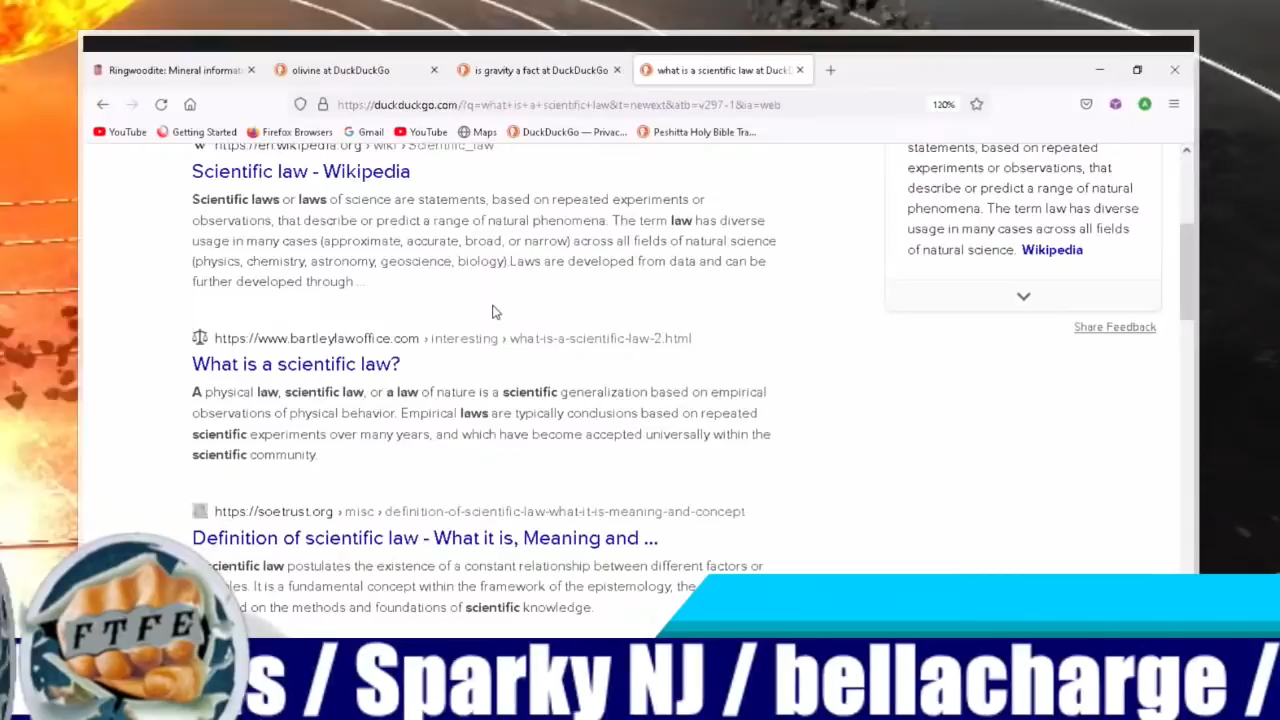 Ringwoodite: Mineral informat
olivine at DuckDuckGo
is gravity a fact at DuckDuckGo
what is a scientific law at Duck
https://duckduckgo.com/?q=what+is+a+scientific+law&t=newext&atb=v297-1&ia=web
120%
YouTube
Getting Started
Firefox Browsers
Gmail
YouTube
Maps
DuckDuckGo — Privac...
Peshitta Holy Bible Tra...
https://en.wikipedia.org › wiki › Scientific_law
Scientific law - Wikipedia
Scientific laws or laws of science are statements, based on repeated experiments or
observations, that describe or predict a range of natural phenomena. The term law has diverse
usage in many cases (approximate, accurate, broad, or narrow) across all fields of natural science
(physics, chemistry, astronomy, geoscience, biology).Laws are developed from data and can be
further developed through ...
https://www.bartleylawoffice.com › interesting › what-is-a-scientific-law-2.html
What is a scientific law?
A physical law, scientific law, or a law of nature is a scientific generalization based on empirical
observations of physical behavior. Empirical laws are typically conclusions based on repeated
scientific experiments over many years, and which have become accepted universally within the
scientific community.
https://soetrust.org › misc › definition-of-scientific-law-what-it-is-meaning-and-concept
Definition of scientific law - What it is, Meaning and ...
scientific law postulates the existence of a constant relationship between different factors or
les. It is a fundamental concept within the framework of the epistemology, the
d on the methods and foundations of scientific knowledge.
statements, based on repeated
experiments or observations, that
describe or predict a range of natural
phenomena. The term law has diverse
usage in many cases (approximate,
accurate, broad, or narrow) across all fields
of natural science. Wikipedia
Share Feedback
FTFE
s / Sparky NJ / bellacharge /